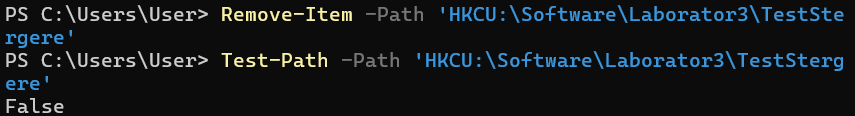 PS C:\Users\User> Remove-Item -Path 'HKCU:\Software\Laborator3\TestSte
rgere'
PS C:\Users\User> Test-Path -Path 'HKCU:\Software\Laborator3\TestSterg
ere'
False